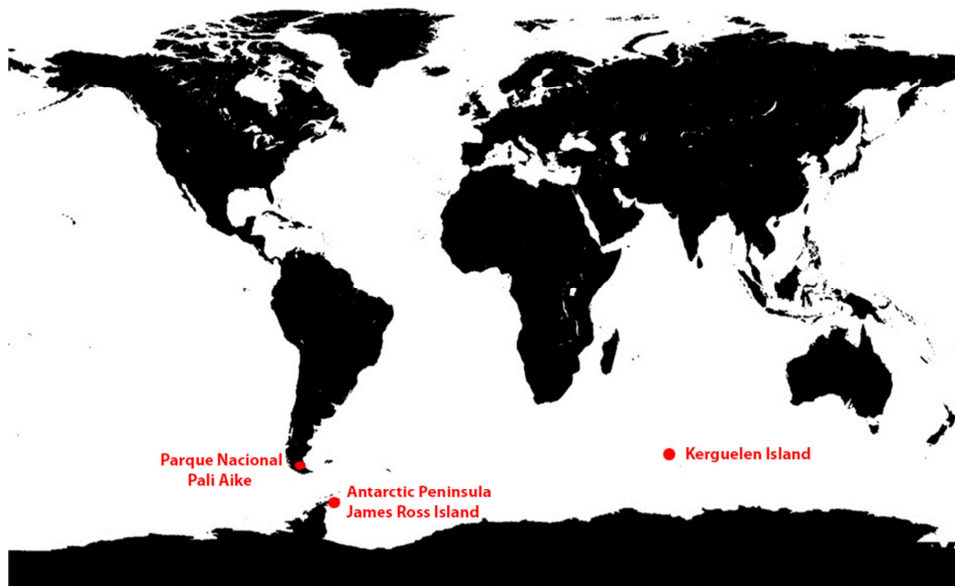 Parque Nacional
Pali Aike
Kerguelen Island
Antarctic Peninsula
James Ross Island